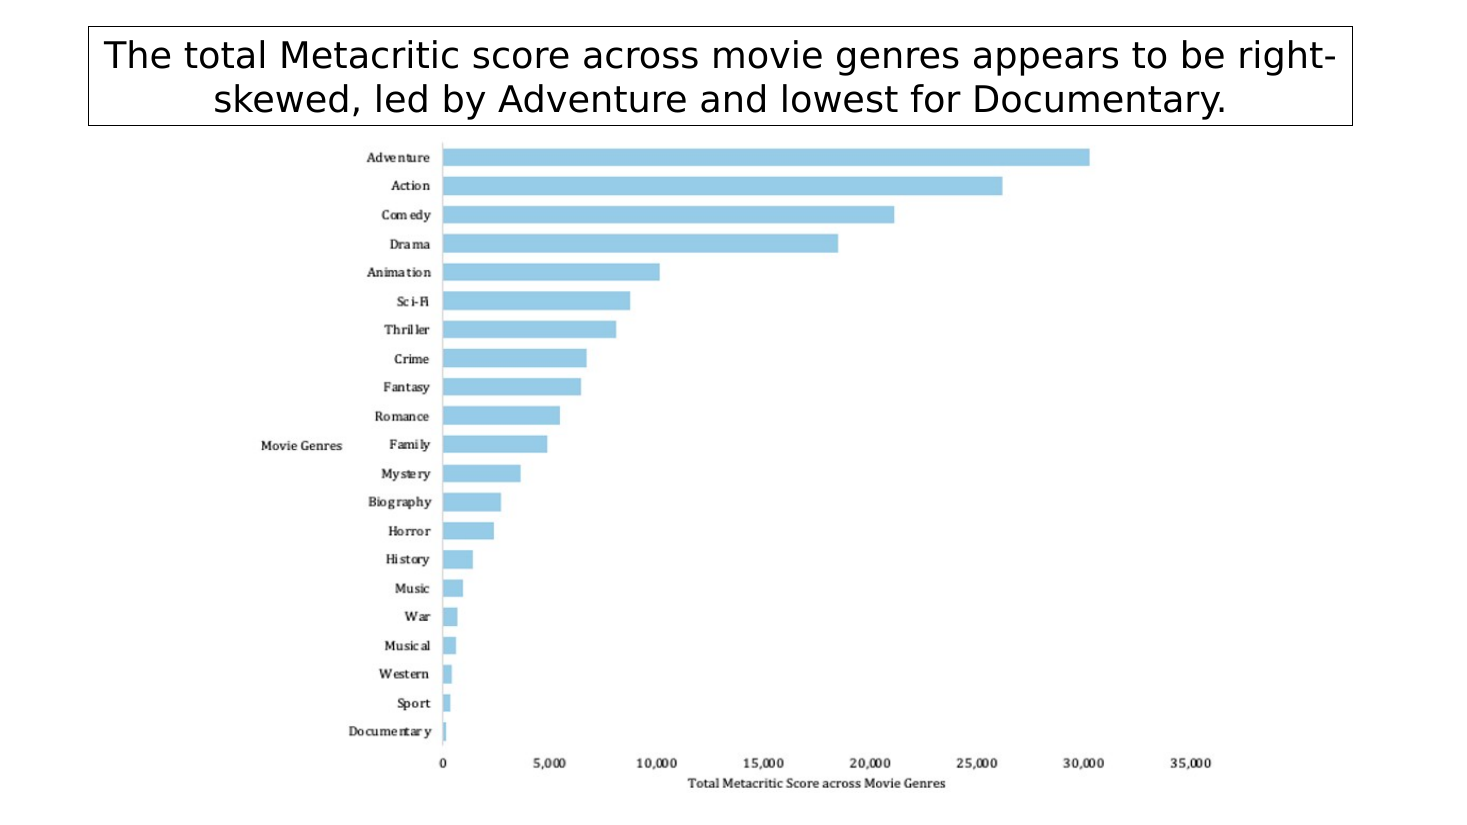 The total Metacritic score across movie genres appears to be right-
skewed, led by Adventure and lowest for Documentary.
Adventure
Action
Comedy
Drama
Animation
Sci-Fi
Thriller
Crime
Fantasy
Romance
Movie Genres
Family
Mystery
Biography
Horror
History
Music
War
Musical
Western
Sport
Documentary
0 5,000 10,000 15,000 20,000 25,000 30,000 35,000
Total Metacritic Score across Movie Genres